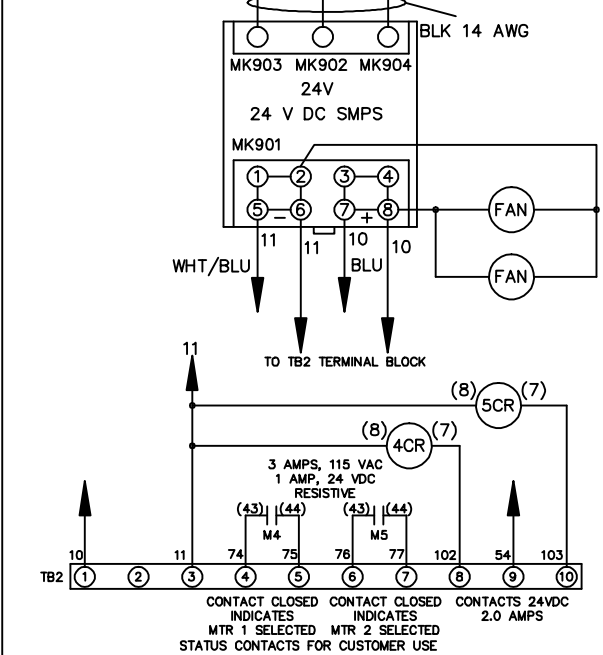 BLK 14 AWG
MK903 MK902 MK904
24V
24 V DC SMPS
MK901
1 2 3 4
5 − 6 7 + 8
FAN
FAN
11 11 10 10
WHT/BLU BLU
TO TB2 TERMINAL BLOCK
11
(8) 5CR (7)
(8) 4CR (7)
3 AMPS, 115 VAC
1 AMP, 24 VDC
RESISTIVE
(43) (44) (43) (44)
M4 M5
10 11 74 75 76 77 102 54 103
TB2 1 2 3 4 5 6 7 8 9 10
CONTACT CLOSED CONTACT CLOSED CONTACTS 24VDC
INDICATES INDICATES 2.0 AMPS
MTR 1 SELECTED MTR 2 SELECTED
STATUS CONTACTS FOR CUSTOMER USE